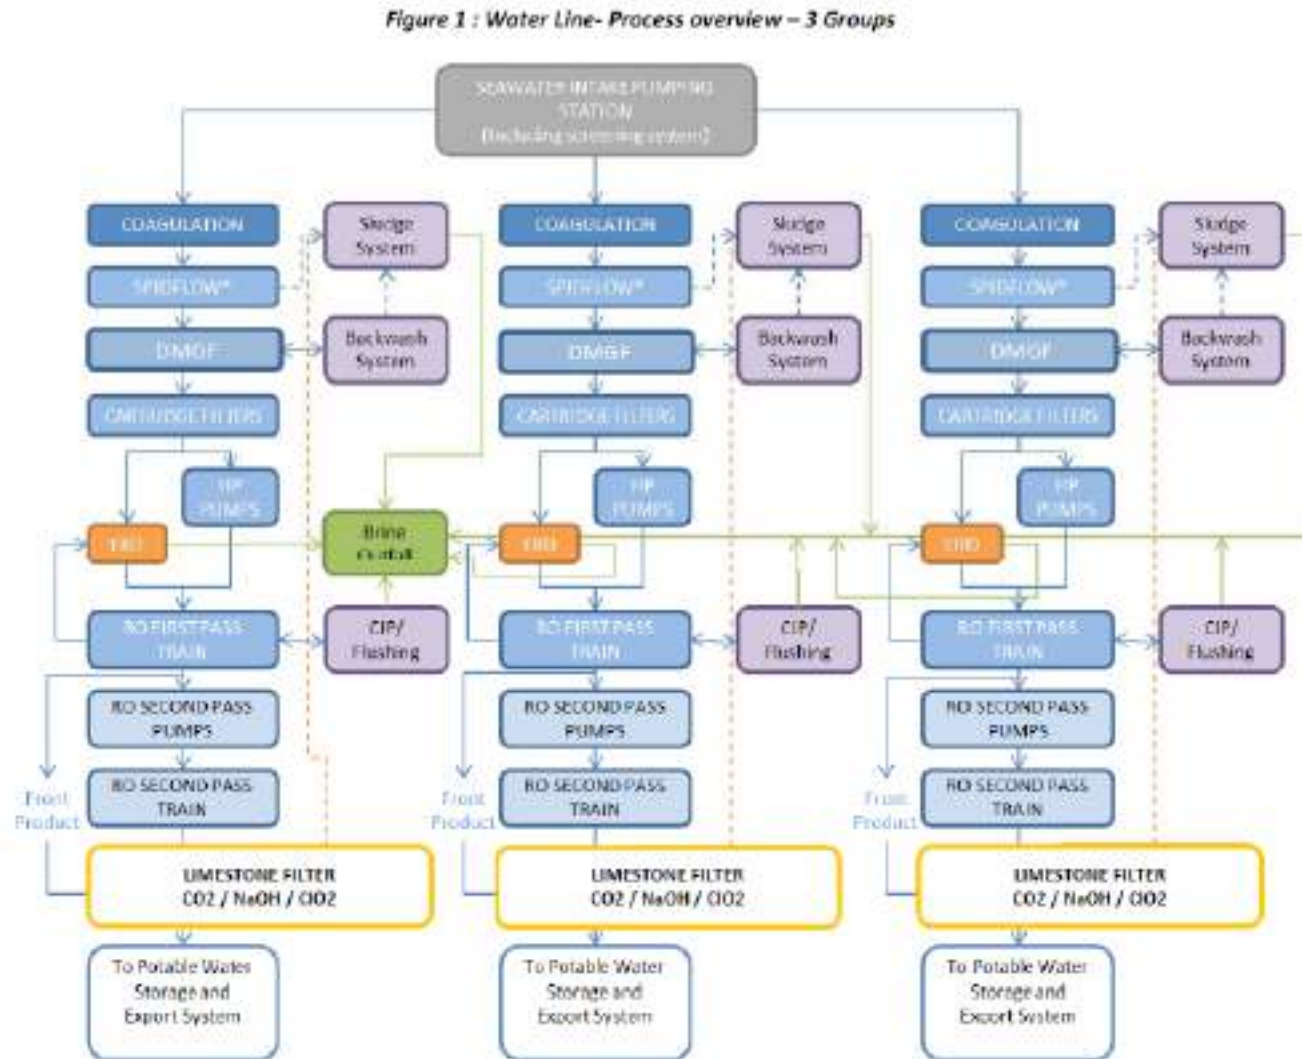 Figure 1 : Water Line- Process overview – 3 Groups
SEAWATER INTAKE PUMPING
STATION
(Including screening system)
COAGULATION
Sludge
System
COAGULATION
Sludge
System
COAGULATION
Sludge
System
SPIDFLOW®
SPIDFLOW®
SPIDFLOW®
DMGF
Backwash
System
DMGF
Backwash
System
DMGF
Backwash
System
CARTRIDGE FILTERS
CARTRIDGE FILTERS
CARTRIDGE FILTERS
HP
PUMPS
HP
PUMPS
HP
PUMPS
ERD
Brine
Outfall
ERD
ERD
RO FIRST PASS
TRAIN
CIP/
Flushing
RO FIRST PASS
TRAIN
CIP/
Flushing
RO FIRST PASS
TRAIN
CIP/
Flushing
RO SECOND PASS
PUMPS
RO SECOND PASS
PUMPS
RO SECOND PASS
PUMPS
RO SECOND PASS
TRAIN
RO SECOND PASS
TRAIN
RO SECOND PASS
TRAIN
Front
Product
Front
Product
Front
Product
LIMESTONE FILTER
CO2 / NaOH / ClO2
LIMESTONE FILTER
CO2 / NaOH / ClO2
LIMESTONE FILTER
CO2 / NaOH / ClO2
To Potable Water
Storage and
Export System
To Potable Water
Storage and
Export System
To Potable Water
Storage and
Export System